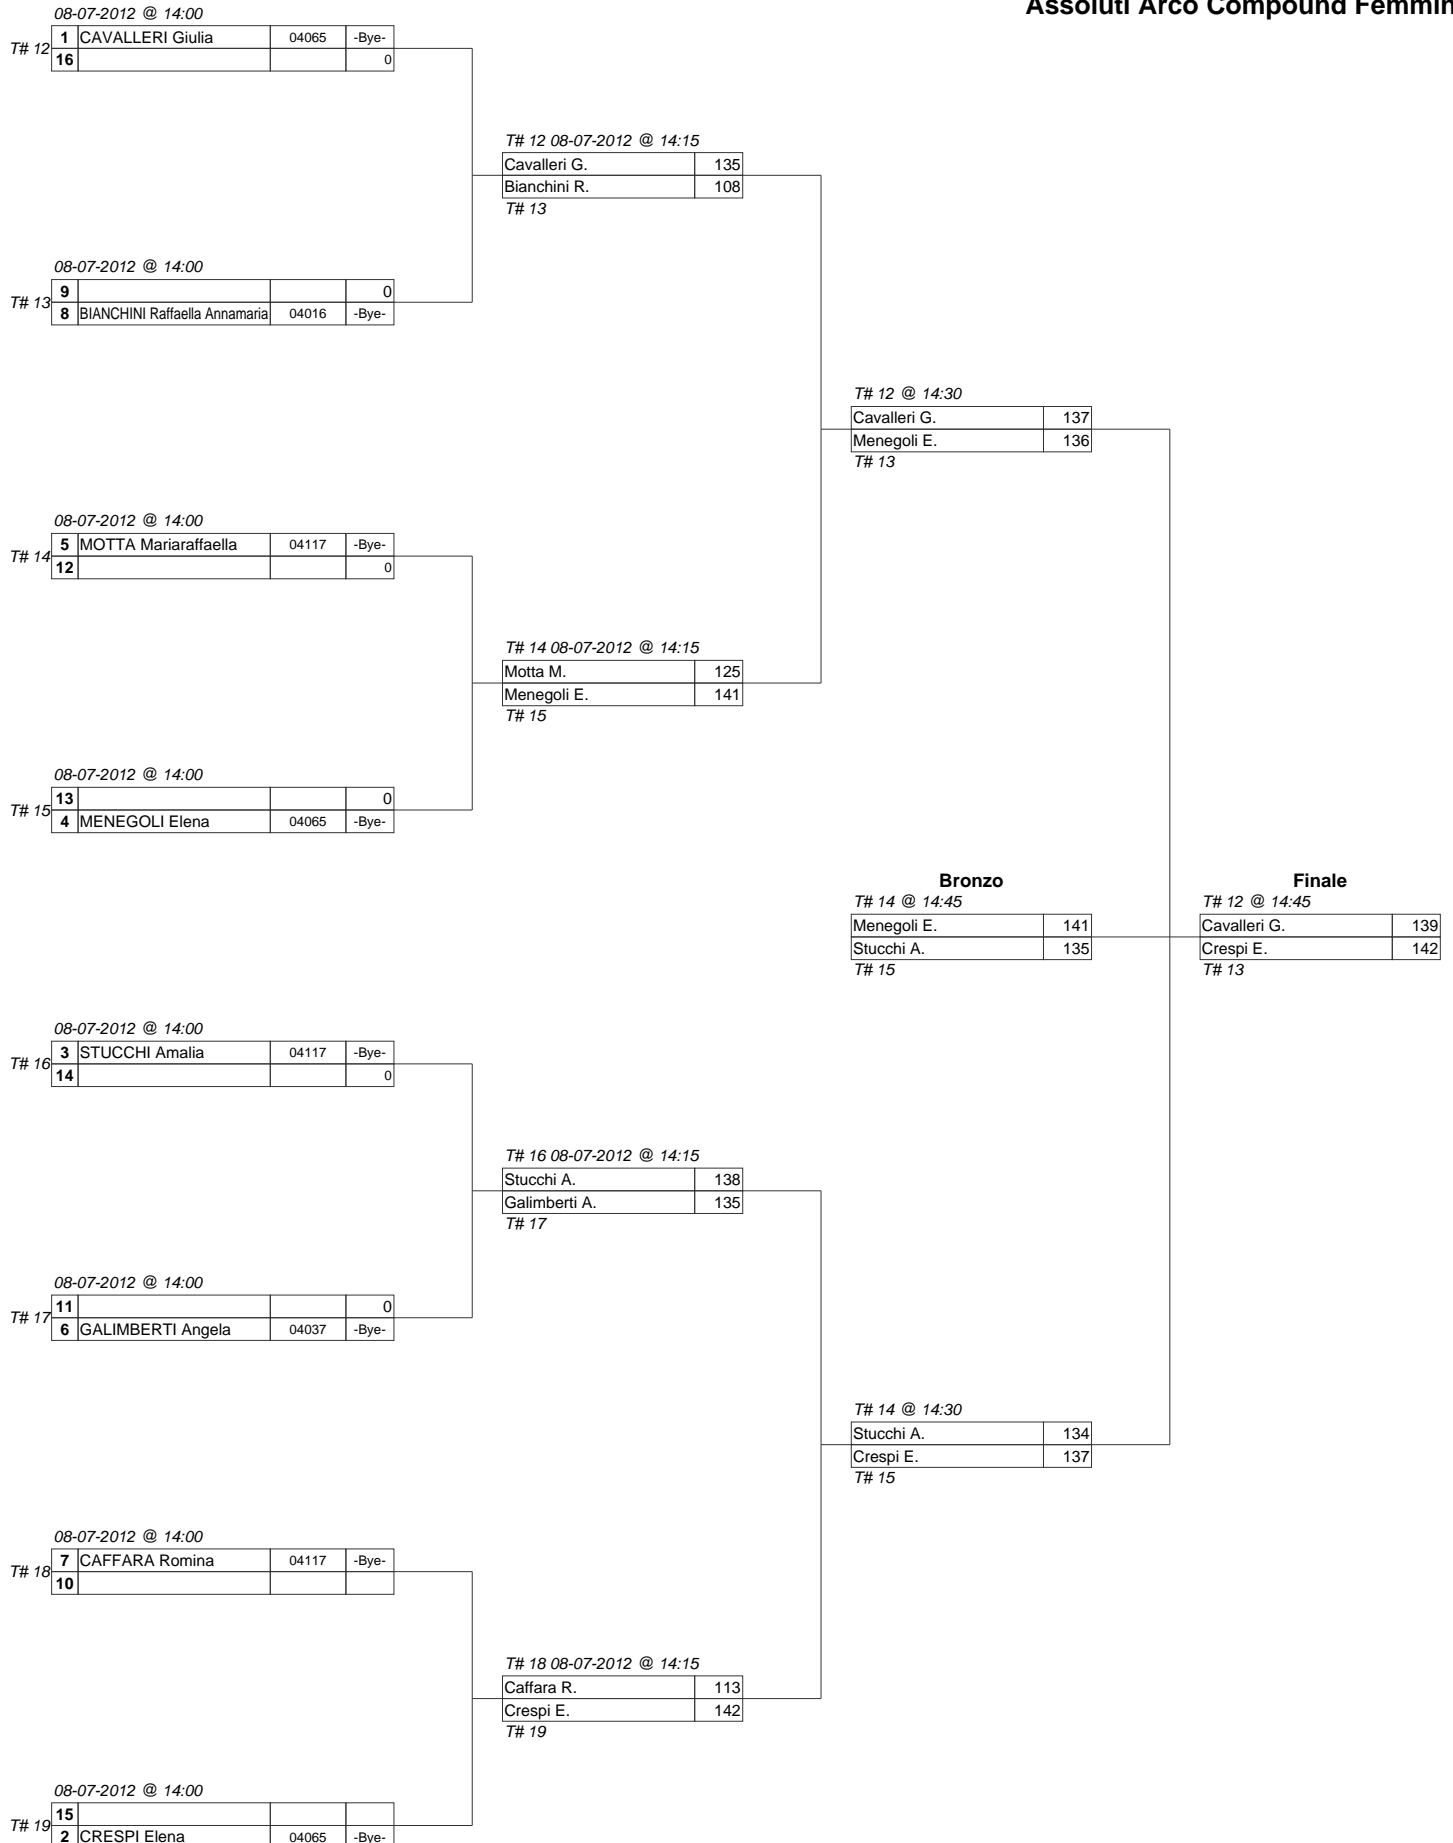 Assoluti Arco Compound Femmin
08-07-2012 @ 14:00
T# 12
1 CAVALLERI Giulia 04065 -Bye-
16 0
T# 12 08-07-2012 @ 14:15
Cavalleri G. 135
Bianchini R. 108
T# 13
08-07-2012 @ 14:00
T# 13
9 0
8 BIANCHINI Raffaella Annamaria 04016 -Bye-
T# 12 @ 14:30
Cavalleri G. 137
Menegoli E. 136
T# 13
08-07-2012 @ 14:00
T# 14
5 MOTTA Mariaraffaella 04117 -Bye-
12 0
T# 14 08-07-2012 @ 14:15
Motta M. 125
Menegoli E. 141
T# 15
08-07-2012 @ 14:00
T# 15
13 0
4 MENEGOLI Elena 04065 -Bye-
Bronzo
T# 14 @ 14:45
Menegoli E. 141
Stucchi A. 135
T# 15
Finale
T# 12 @ 14:45
Cavalleri G. 139
Crespi E. 142
T# 13
08-07-2012 @ 14:00
T# 16
3 STUCCHI Amalia 04117 -Bye-
14 0
T# 16 08-07-2012 @ 14:15
Stucchi A. 138
Galimberti A. 135
T# 17
08-07-2012 @ 14:00
T# 17
11 0
6 GALIMBERTI Angela 04037 -Bye-
T# 14 @ 14:30
Stucchi A. 134
Crespi E. 137
T# 15
08-07-2012 @ 14:00
T# 18
7 CAFFARA Romina 04117 -Bye-
10
T# 18 08-07-2012 @ 14:15
Caffara R. 113
Crespi E. 142
T# 19
08-07-2012 @ 14:00
T# 19
15
2 CRESPI Elena 04065 -Bye-